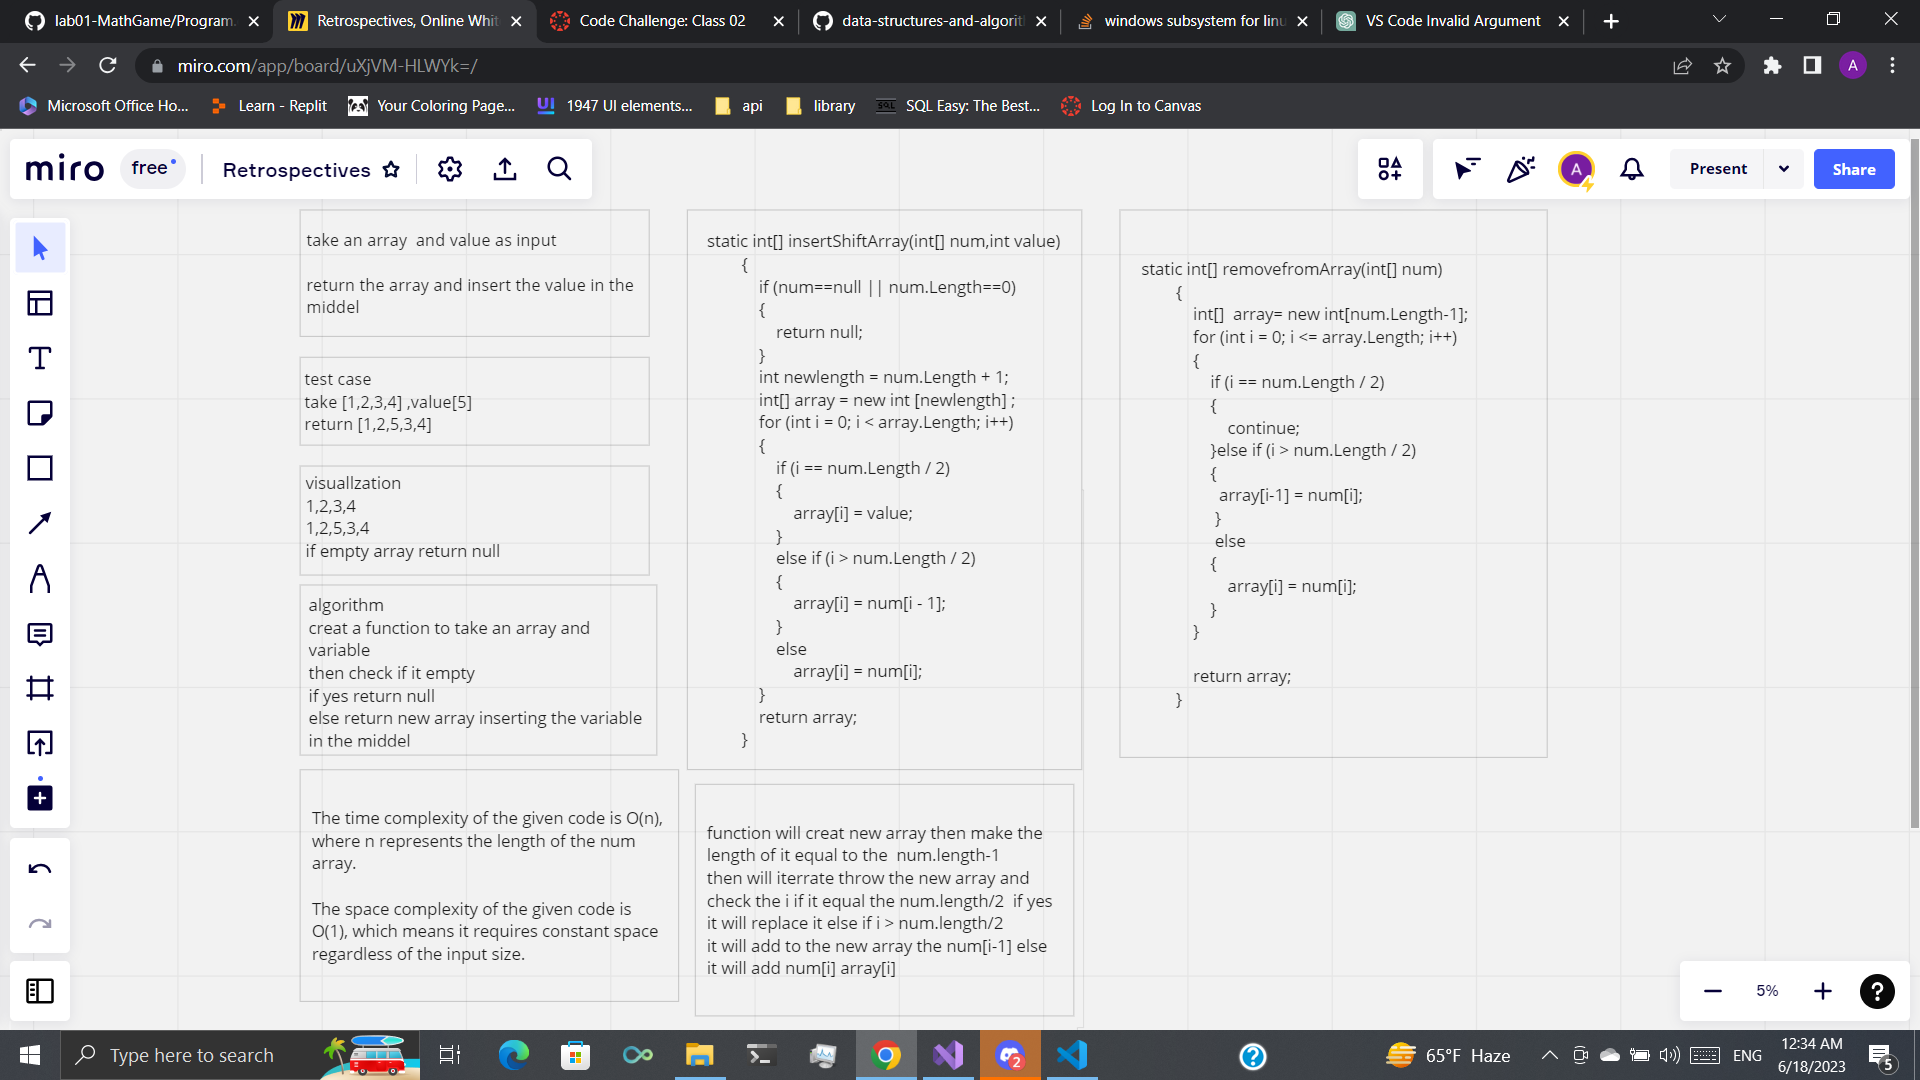 lab01-MathGame/Program.
Retrospectives, Online Whit
Code Challenge: Class 02
data-structures-and-algorit
windows subsystem for linu
VS Code Invalid Argument
miro.com/app/board/uXjVM-HLWYk=/
A
Microsoft Office Ho...
Learn - Replit
Your Coloring Page...
1947 UI elements...
api
library
SQL Easy: The Best...
Log In to Canvas
miro
free
Retrospectives
A
Present
Share
take an array  and value as input
return the array and insert the value in the
middel
test case
take [1,2,3,4] ,value[5]
return [1,2,5,3,4]
visuallzation
1,2,3,4
1,2,5,3,4
if empty array return null
algorithm
creat a function to take an array and
variable
then check if it empty
if yes return null
else return new array inserting the variable
in the middel
The time complexity of the given code is O(n),
where n represents the length of the num
array.
The space complexity of the given code is
O(1), which means it requires constant space
regardless of the input size.
static int[] insertShiftArray(int[] num,int value)
{
if (num==null || num.Length==0)
{
return null;
}
int newlength = num.Length + 1;
int[] array = new int [newlength] ;
for (int i = 0; i < array.Length; i++)
{
if (i == num.Length / 2)
{
array[i] = value;
}
else if (i > num.Length / 2)
{
array[i] = num[i - 1];
}
else
array[i] = num[i];
}
return array;
}
function will creat new array then make the
length of it equal to the  num.length-1
then will iterrate throw the new array and
check the i if it equal the num.length/2  if yes
it will replace it else if i > num.length/2
it will add to the new array the num[i-1] else
it will add num[i] array[i]
static int[] removefromArray(int[] num)
{
int[]  array= new int[num.Length-1];
for (int i = 0; i <= array.Length; i++)
{
if (i == num.Length / 2)
{
continue;
}else if (i > num.Length / 2)
{
array[i-1] = num[i];
}
else
{
array[i] = num[i];
}
}
return array;
}
5%
?
Type here to search
2
65°F Haze
ENG
12:34 AM
6/18/2023
5